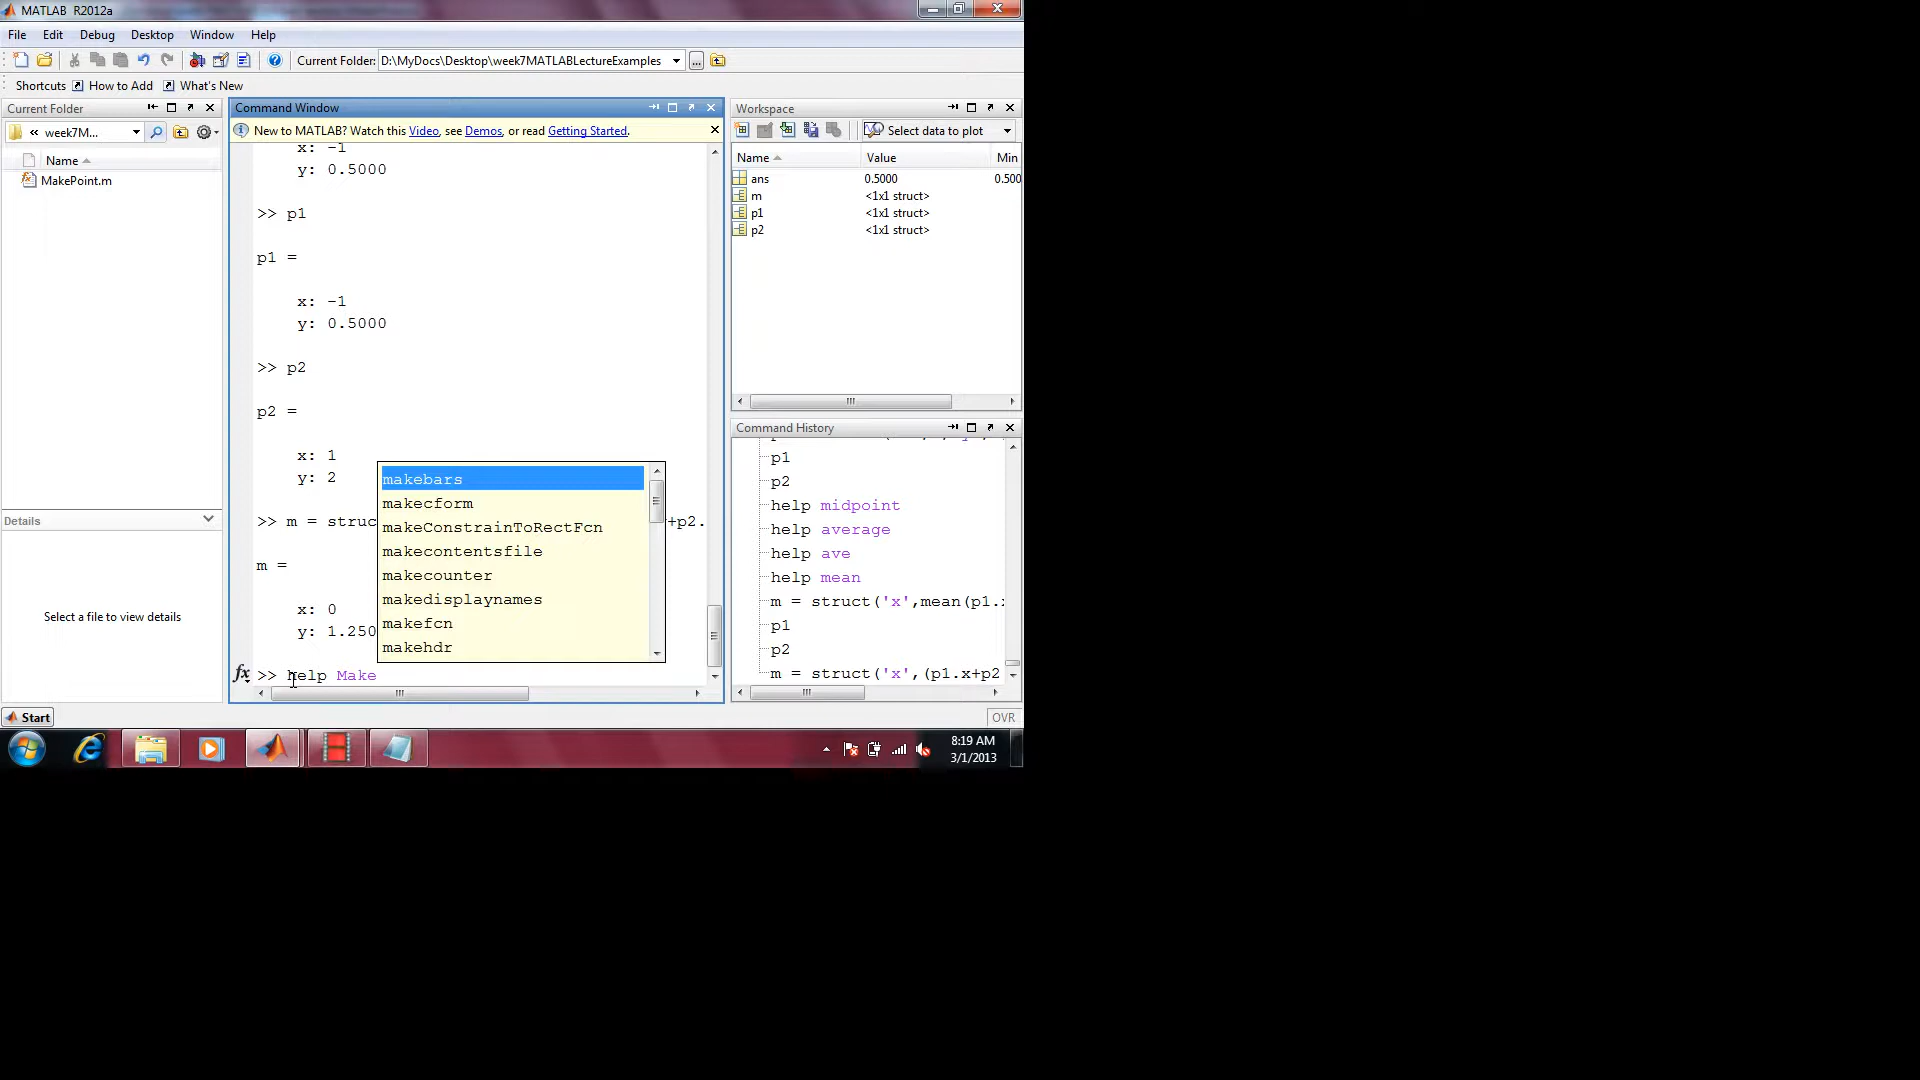 MATLAB R2012a
File Edit Debug Desktop Window Help
Current Folder: D:\MyDocs\Desktop\week7MATLABLectureExamples
Shortcuts How to Add What's New
Current Folder
« week7M...
Name
MakePoint.m
Details
Select a file to view details
Command Window
New to MATLAB? Watch this Video, see Demos, or read Getting Started.
x: -1
y: 0.5000
>> p1
p1 =
x: -1
y: 0.5000
>> p2
p2 =
x: 1
y: 2
>> m = struc +p2.
m =
x: 0
y: 1.250
makebars
makecform
makeConstrainToRectFcn
makecontentsfile
makecounter
makedisplaynames
makefcn
makehdr
fx >> help Make
Workspace
Select data to plot
Name Value Min
ans 0.5000 0.500
m <1x1 struct>
p1 <1x1 struct>
p2 <1x1 struct>
Command History
p1
p2
help midpoint
help average
help ave
help mean
m = struct('x',mean(p1.x
p1
p2
m = struct('x',(p1.x+p2
Start
OVR
8:19 AM
3/1/2013